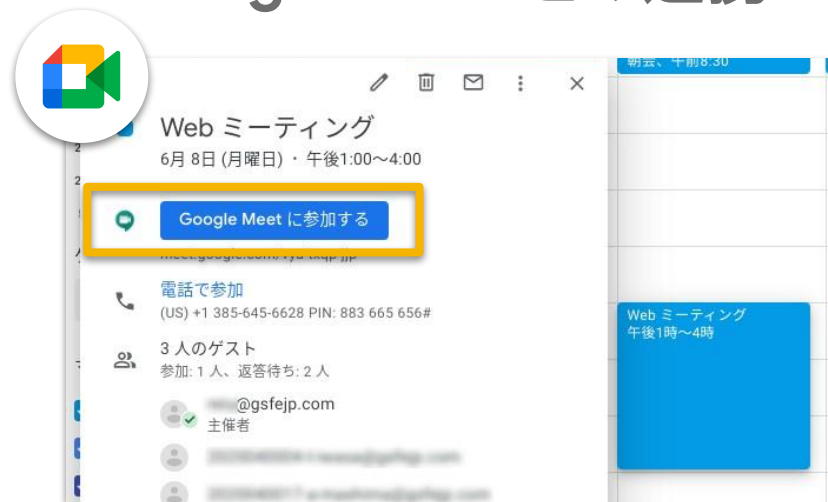 朝会、午前8:30
Web ミーティング
6月 8日 (月曜日) ・ 午後1:00～4:00
Google Meet に参加する
電話で参加
(US) +1 385-645-6628 PIN: 883 665 656#
3 人のゲスト
参加: 1 人、返答待ち: 2 人
@gsfejp.com
主催者
Web ミーティング
午後1時～4時